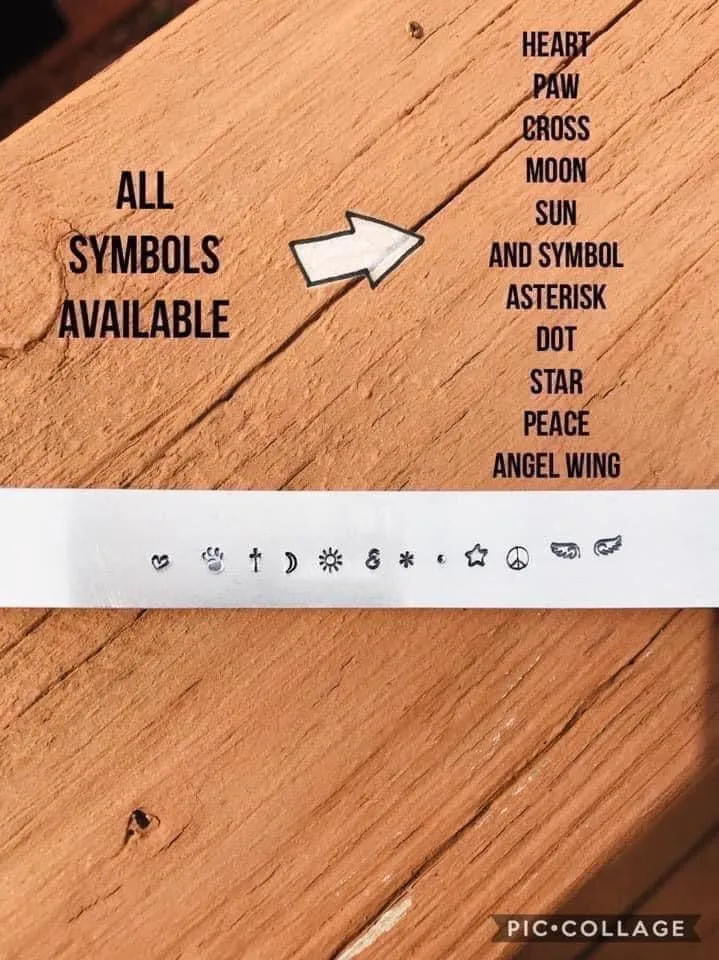 ALL
SYMBOLS
AVAILABLE
HEART
PAW
CROSS
MOON
SUN
AND SYMBOL
ASTERISK
DOT
STAR
PEACE
ANGEL WING
& *
PIC•COLLAGE